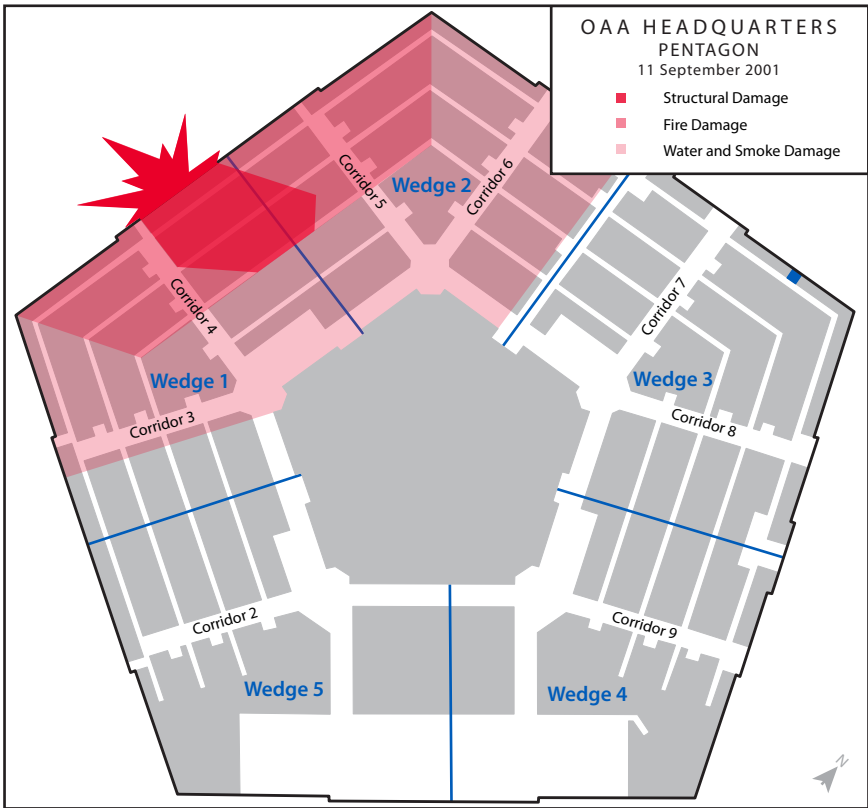 OAA HEADQUARTERS
PENTAGON
11 September 2001
Structural Damage
Fire Damage
Water and Smoke Damage
Corridor 5
Wedge 2
Corridor 6
Corridor 4
Corridor 7
Wedge 1
Wedge 3
Corridor 3
Corridor 8
Corridor 2
Corridor 9
Wedge 5
Wedge 4
N